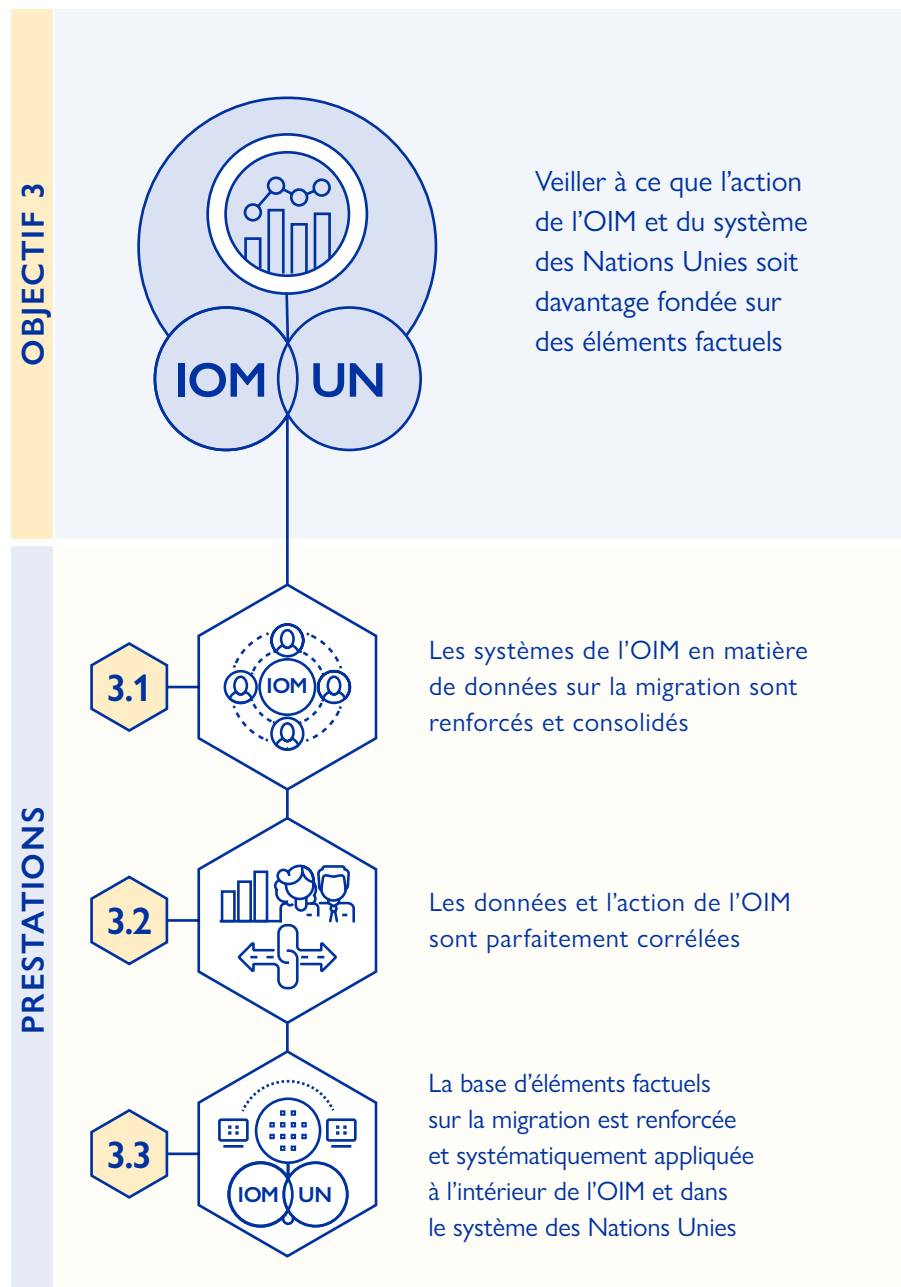 OBJECTIF 3
IOM UN
Veiller à ce que l’action
de l’OIM et du système
des Nations Unies soit
davantage fondée sur
des éléments factuels
PRESTATIONS
3.1
IOM
Les systèmes de l’OIM en matière
de données sur la migration sont
renforcés et consolidés
3.2
Les données et l’action de l’OIM
sont parfaitement corrélées
3.3
IOM UN
La base d’éléments factuels
sur la migration est renforcée
et systématiquement appliquée
à l’intérieur de l’OIM et dans
le système des Nations Unies